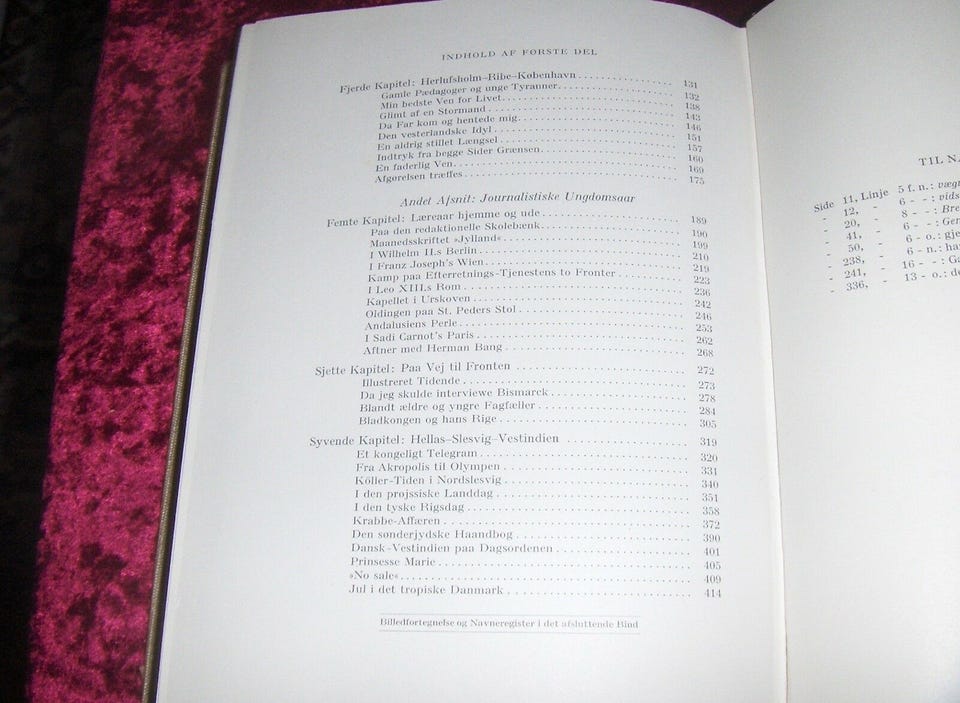 INDHOLD AF FØRSTE DEL
Fjerde Kapitel: Herlufsholm–Ribe–København 131
Gamle Pædagoger og unge Tyranner 132
Min bedste Ven for Livet 138
Glimt af en Stormand 143
Da Far kom og hentede mig 146
Den vesterlandske Idyl 151
En aldrig stillet Længsel 157
Indtryk fra begge Sider Grænsen 160
En faderlig Ven 169
Afgørelsen træffes 175
Andet Afsnit: Journalistiske Ungdomsaar
Femte Kapitel: Læreaar hjemme og ude 189
Paa den redaktionelle Skolebænk 190
Maanedsskriftet »Jylland« 199
I Wilhelm II.s Berlin 210
I Franz Joseph's Wien 219
Kamp paa Efterretnings-Tjenestens to Fronter 223
I Leo XIII.s Rom 236
Kapellet i Urskoven 242
Oldingen paa St. Peders Stol 246
Andalusiens Perle 253
I Sadi Carnot's Paris 262
Aftner med Herman Bang 268
Sjette Kapitel: Paa Vej til Fronten 272
Illustreret Tidende 273
Da jeg skulde interviewe Bismarck 278
Blandt ældre og yngre Fagfæller 284
Bladkongen og hans Rige 305
Syvende Kapitel: Hellas–Slesvig–Vestindien 319
Et kongeligt Telegram 320
Fra Akropolis til Olympen 331
Köller-Tiden i Nordslesvig 340
I den prøjssiske Landdag 351
I den tyske Rigsdag 358
Krabbe-Affæren 372
Den sønderjydske Haandbog 390
Dansk-Vestindien paa Dagsordenen 401
Prinsesse Marie 405
»No sale« 409
Jul i det tropiske Danmark 414
Billedfortegnelse og Navneregister i det afsluttende Bind
TIL
Side 11, Linje 5 f. n.:
- 12, - 6 - - :
- 20, - 8 - - :
- 41, - 6 - - :
- 50, - 6 - o.:
- 238, - 6 - n.:
- 241, - 16 - - :
- 336, - 13 - o.: